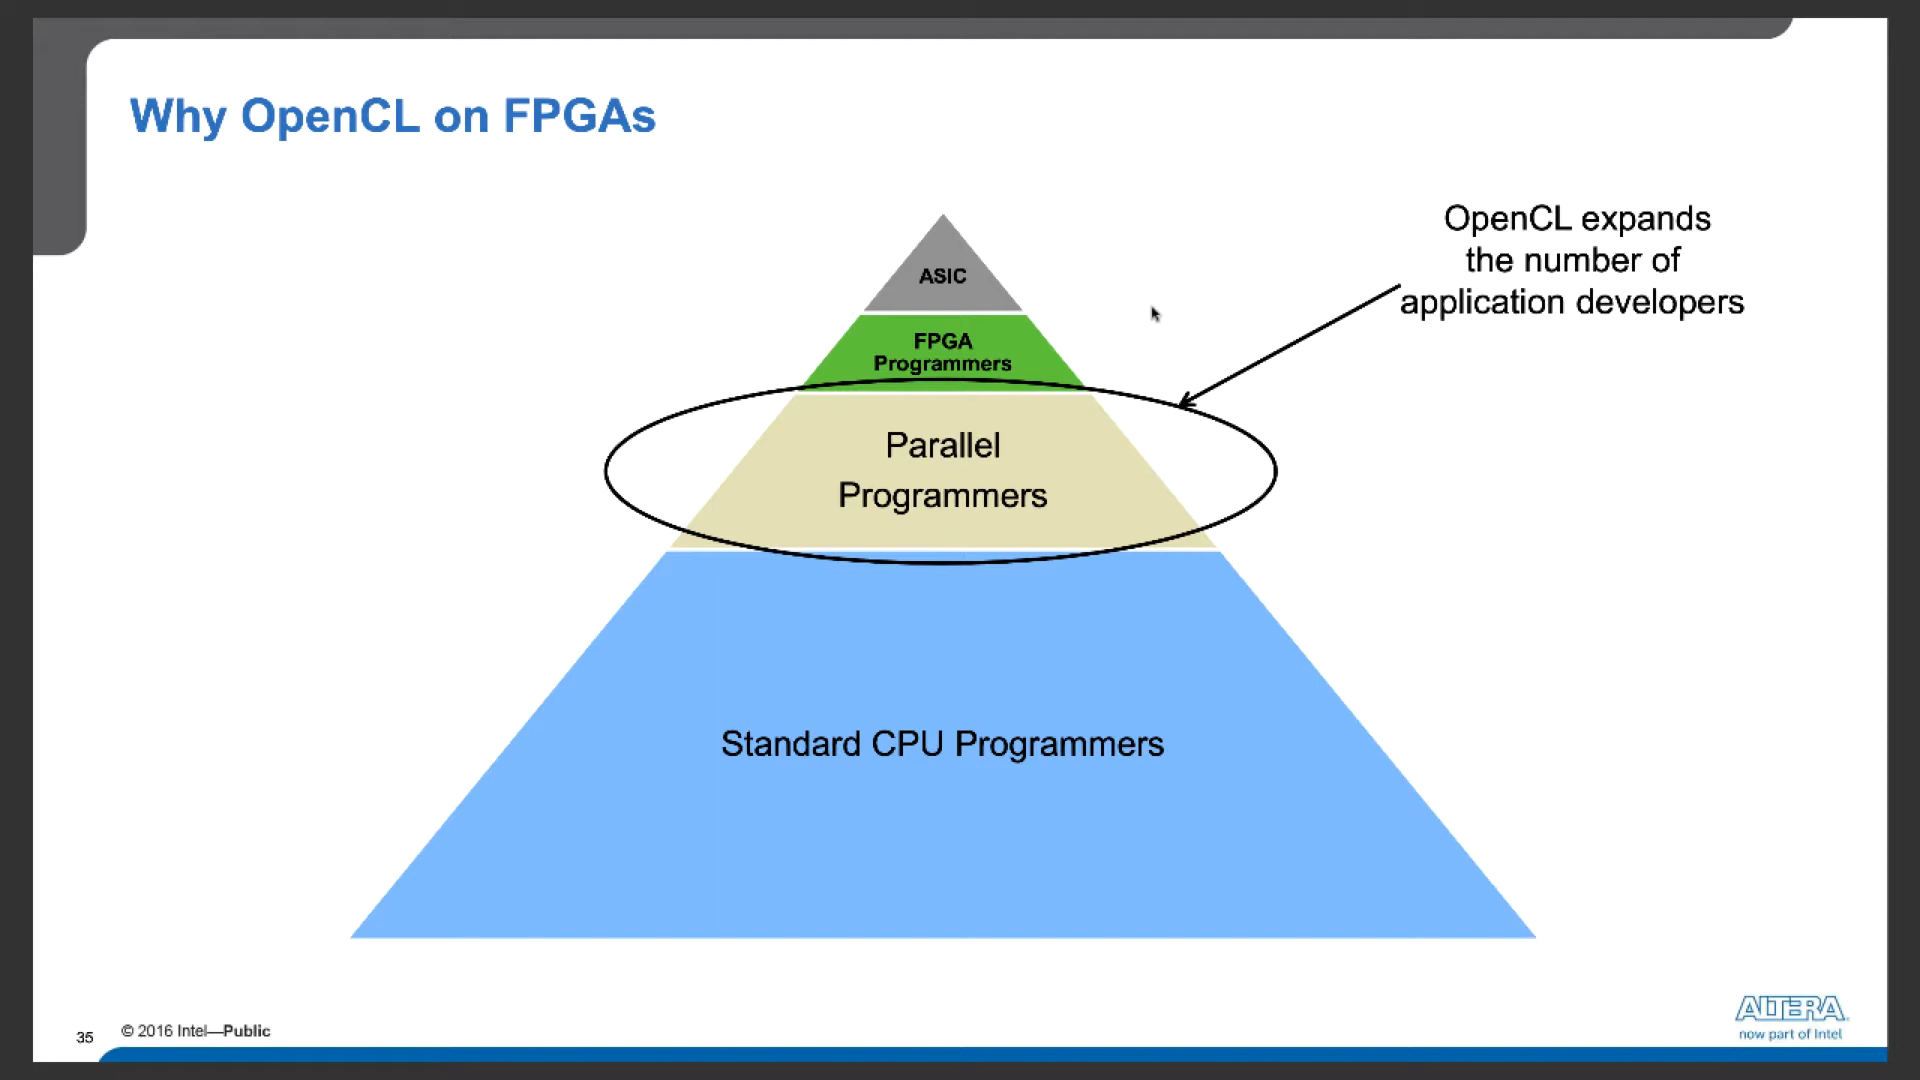 Why OpenCL on FPGAs
OpenCL expands
the number of
application developers
ASIC
FPGA
Programmers
Parallel
Programmers
Standard CPU Programmers
35
© 2016 Intel—Public
ALTERA
now part of Intel